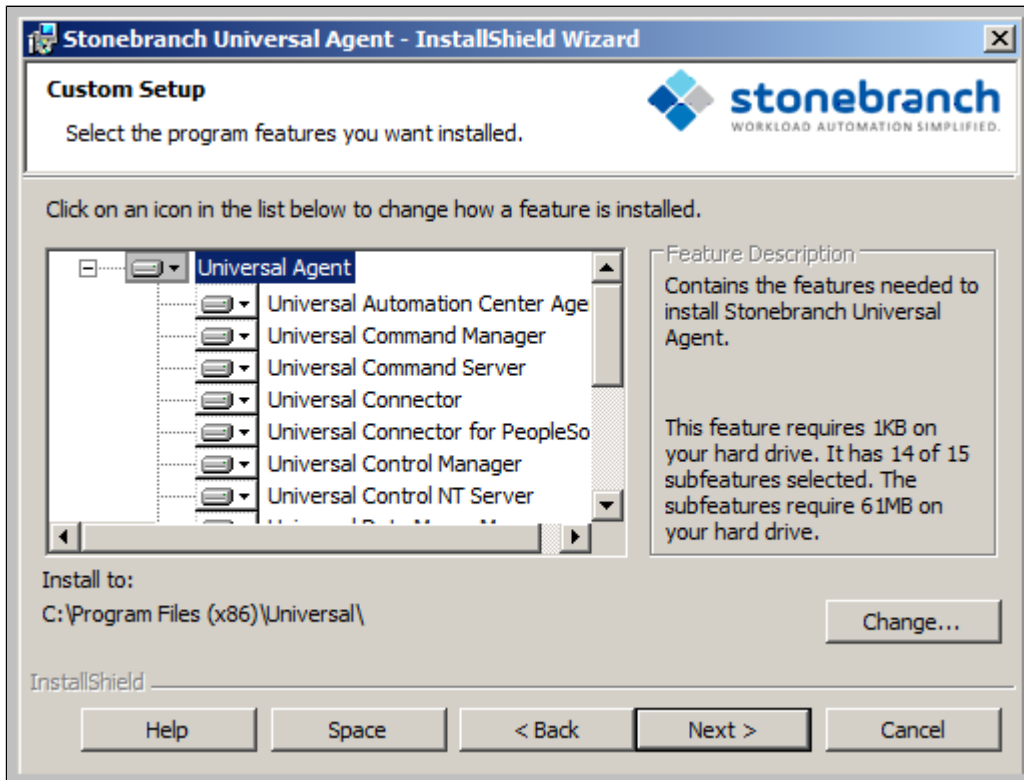 Stonebranch Universal Agent - InstallShield Wizard
Custom Setup
Select the program features you want installed.
stonebranch
WORKLOAD AUTOMATION SIMPLIFIED.
Click on an icon in the list below to change how a feature is installed.
Universal Agent
Universal Automation Center Age
Universal Command Manager
Universal Command Server
Universal Connector
Universal Connector for PeopleSo
Universal Control Manager
Universal Control NT Server
Feature Description
Contains the features needed to
install Stonebranch Universal
Agent.
This feature requires 1KB on
your hard drive. It has 14 of 15
subfeatures selected. The
subfeatures require 61MB on
your hard drive.
Install to:
C:\Program Files (x86)\Universal\
Change...
InstallShield
Help
Space
< Back
Next >
Cancel